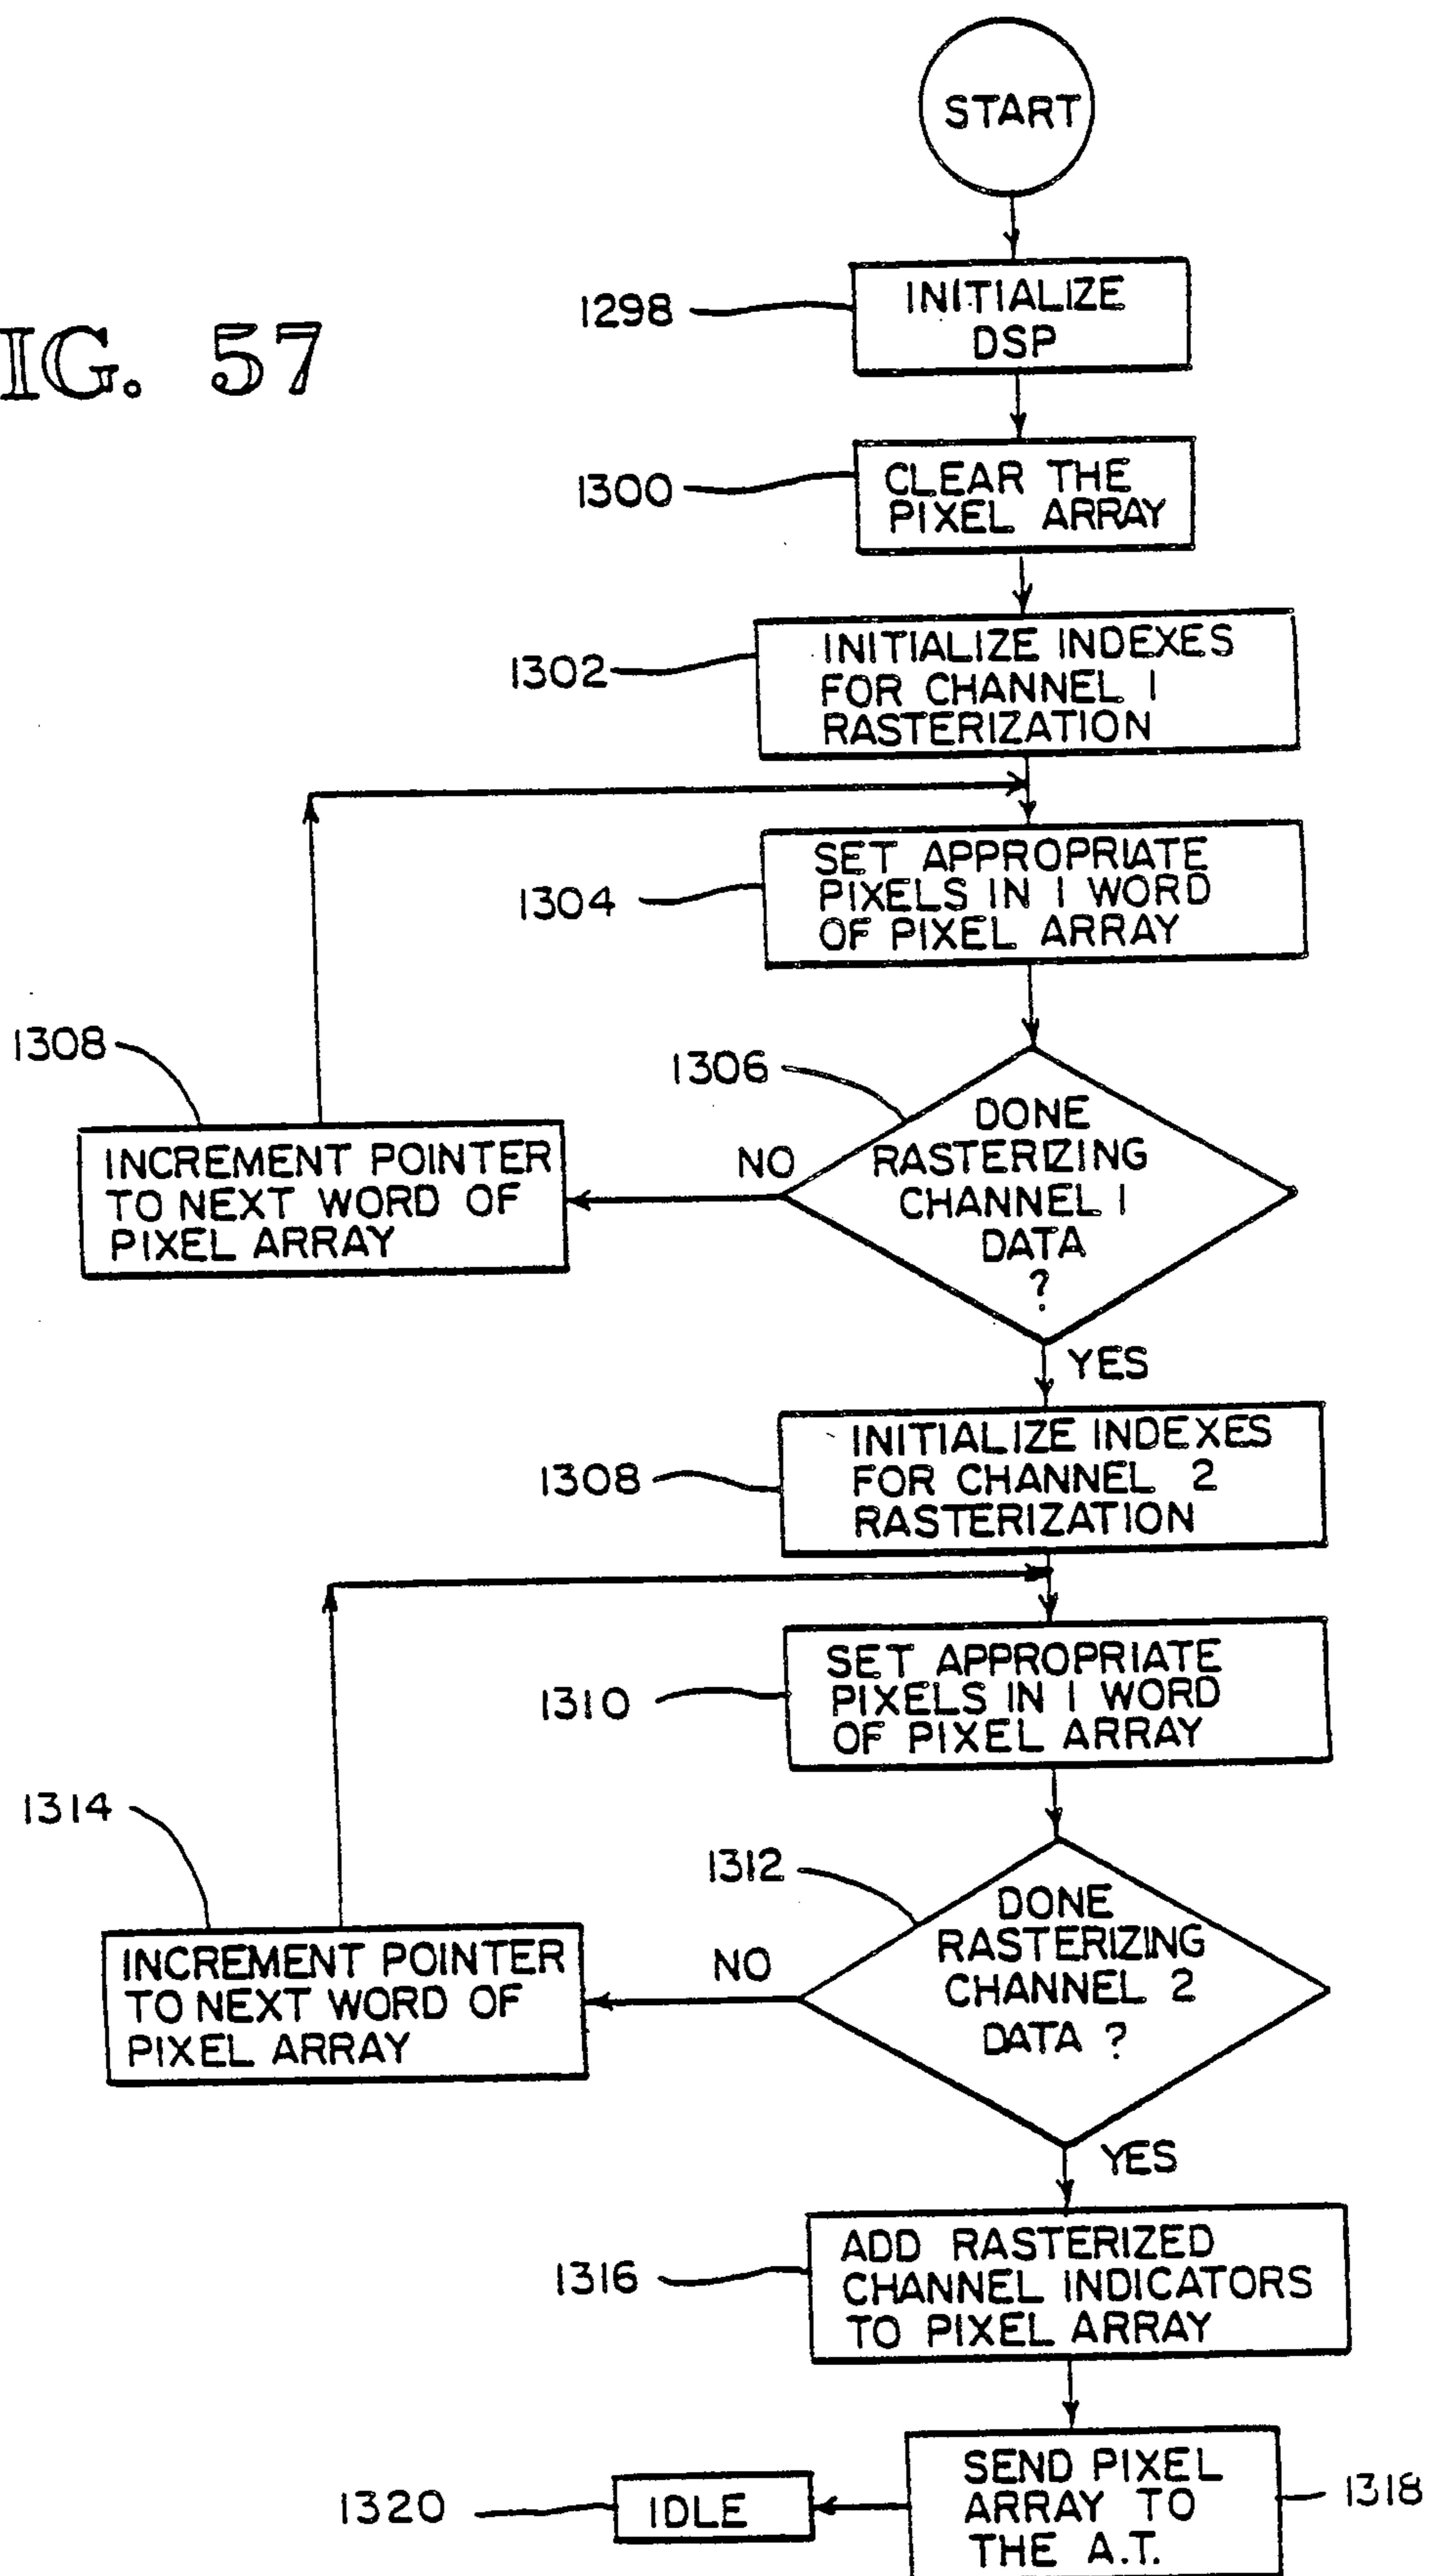 START
1298
INITIALIZE
DSP
IG. 57
1300
CLEAR THE
PIXEL ARRAY
1302
INITIALIZE INDEXES
FOR CHANNEL 1
RASTERIZATION
1304
SET APPROPRIATE
PIXELS IN 1 WORD
OF PIXEL ARRAY
1308
1306
DONE
RASTERIZING
CHANNEL 1
DATA
?
NO
INCREMENT POINTER
TO NEXT WORD OF
PIXEL ARRAY
YES
1308
INITIALIZE INDEXES
FOR CHANNEL 2
RASTERIZATION
1310
SET APPROPRIATE
PIXELS IN 1 WORD
OF PIXEL ARRAY
1314
1312
DONE
RASTERIZING
CHANNEL 2
DATA ?
NO
INCREMENT POINTER
TO NEXT WORD OF
PIXEL ARRAY
YES
1316
ADD RASTERIZED
CHANNEL INDICATORS
TO PIXEL ARRAY
1318
SEND PIXEL
ARRAY TO
THE A.T.
1320
IDLE